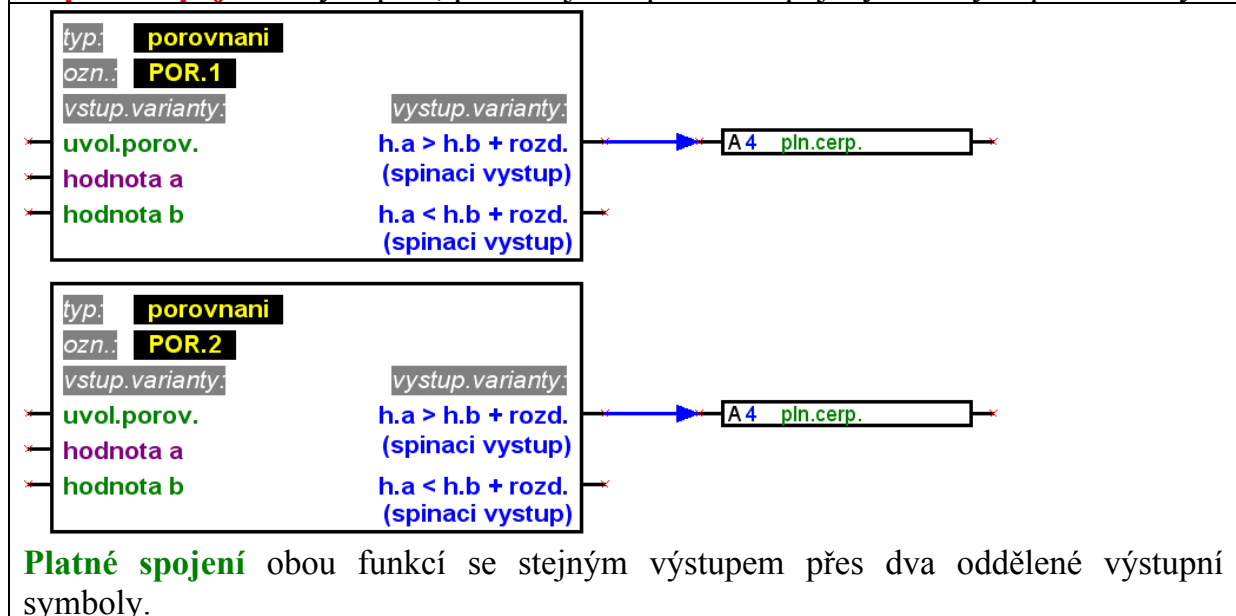 typ: porovnani
ozn.: POR.1
vstup.varianty: vystup.varianty:
uvol.porov. h.a > h.b + rozd. A 4 pln.cerp.
hodnota a (spinaci vystup)
hodnota b h.a < h.b + rozd.
(spinaci vystup)
typ: porovnani
ozn.: POR.2
vstup.varianty: vystup.varianty:
uvol.porov. h.a > h.b + rozd. A 4 pln.cerp.
hodnota a (spinaci vystup)
hodnota b h.a < h.b + rozd.
(spinaci vystup)
Platné spojení obou funkcí se stejným výstupem přes dva oddělené výstupní
symboly.